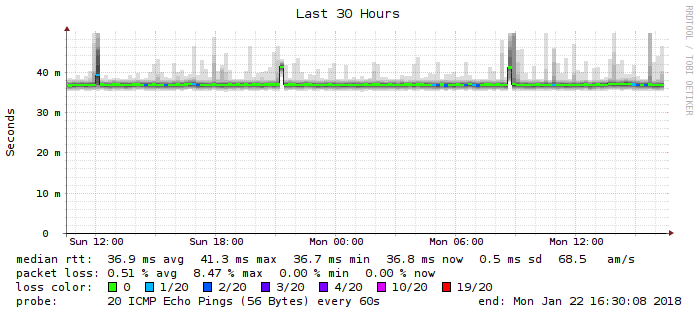 Last 30 Hours
RRDTOOL / TOBI OETIKER
Seconds
40 m
30 m
20 m
10 m
0
Sun 12:00 Sun 18:00 Mon 00:00 Mon 06:00 Mon 12:00
median rtt: 36.9 ms avg 41.3 ms max 36.7 ms min 36.8 ms now 0.5 ms sd 68.5 am/s
packet loss: 0.51 % avg 8.47 % max 0.00 % min 0.00 % now
loss color: 0 1/20 2/20 3/20 4/20 10/20 19/20
probe: 20 ICMP Echo Pings (56 Bytes) every 60s end: Mon Jan 22 16:30:08 2018